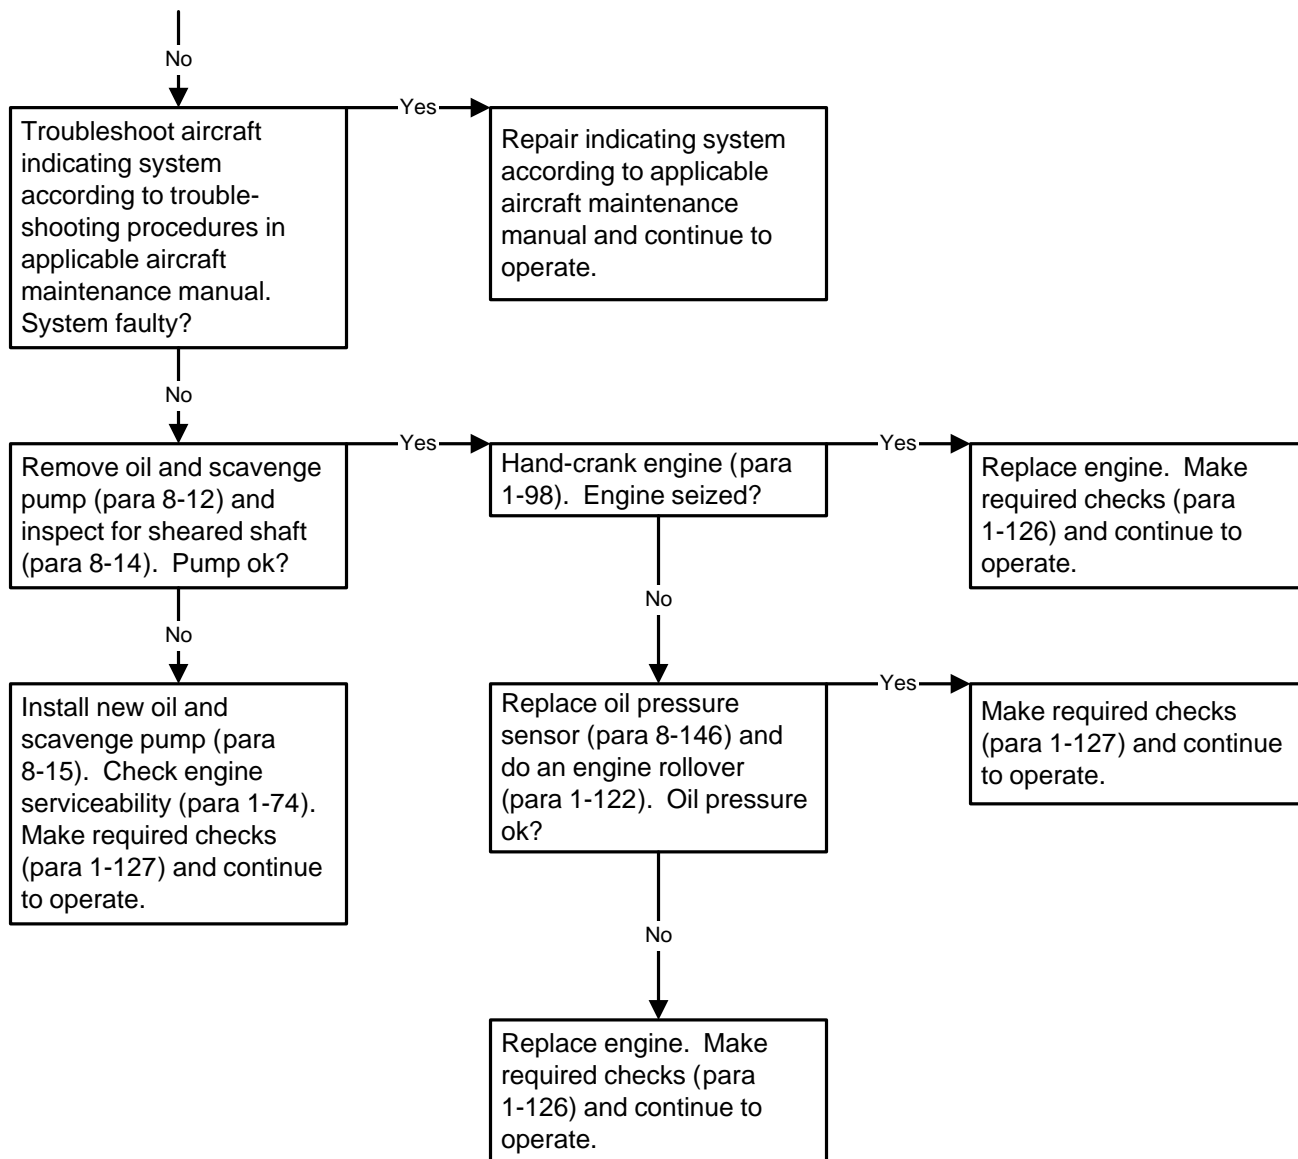 No
Troubleshoot aircraft
indicating system
according to trouble-
shooting procedures in
applicable aircraft
maintenance manual.
System faulty?
Yes
Repair indicating system
according to applicable
aircraft maintenance
manual and continue to
operate.
No
Remove oil and scavenge
pump (para 8-12) and
inspect for sheared shaft
(para 8-14).  Pump ok?
Yes
Hand-crank engine (para
1-98).  Engine seized?
Yes
Replace engine.  Make
required checks (para
1-126) and continue to
operate.
No
No
Install new oil and
scavenge pump (para
8-15).  Check engine
serviceability (para 1-74).
Make required checks
(para 1-127) and continue
to operate.
Replace oil pressure
sensor (para 8-146) and
do an engine rollover
(para 1-122).  Oil pressure
ok?
Yes
Make required checks
(para 1-127) and continue
to operate.
No
Replace engine.  Make
required checks (para
1-126) and continue to
operate.